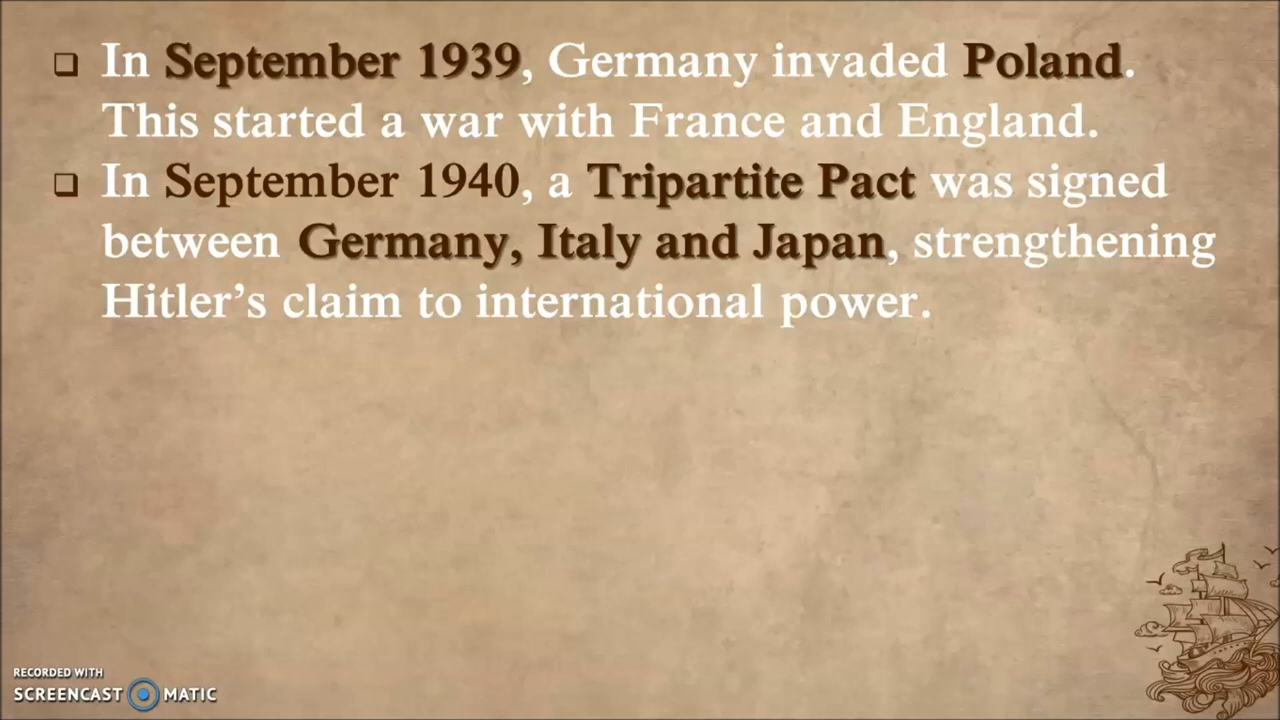 In September 1939, Germany invaded Poland.
This started a war with France and England.
In September 1940, a Tripartite Pact was signed
between Germany, Italy and Japan, strengthening
Hitler’s claim to international power.
RECORDED WITH
SCREENCAST MATIC